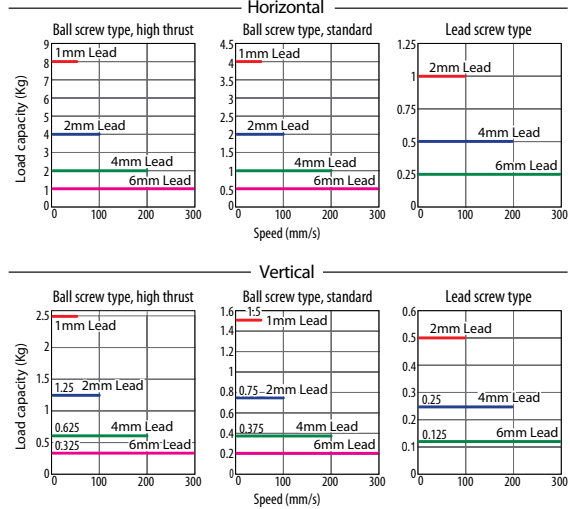 Horizontal
Ball screw type, high thrust
Ball screw type, standard
Lead screw type
Load capacity (Kg)
9
8
7
6
5
4
3
2
1
0
1mm Lead
2mm Lead
4mm Lead
6mm Lead
0 100 200 300
4.5
4
3.5
3
2.5
2
1.5
1
0.5
0
1mm Lead
2mm Lead
4mm Lead
6mm Lead
0 100 200 300
Speed (mm/s)
1.25
1
0.75
0.5
0.25
0
2mm Lead
4mm Lead
6mm Lead
0 100 200 300
Vertical
Ball screw type, high thrust
Ball screw type, standard
Lead screw type
Load capacity (Kg)
2.5
2
1.5
1
0.5
0
1mm Lead
1.25 2mm Lead
0.625 4mm Lead
0.325 6mm Lead
0 100 200 300
1.6
1.4
1.2
1
0.8
0.6
0.4
0.2
0
1.5
1mm Lead
0.75 2mm Lead
0.375 4mm Lead
6mm Lead
0 100 200 300
Speed (mm/s)
0.6
0.5
0.4
0.3
0.2
0.1
0
2mm Lead
0.25 4mm Lead
0.125 6mm Lead
0 100 200 300